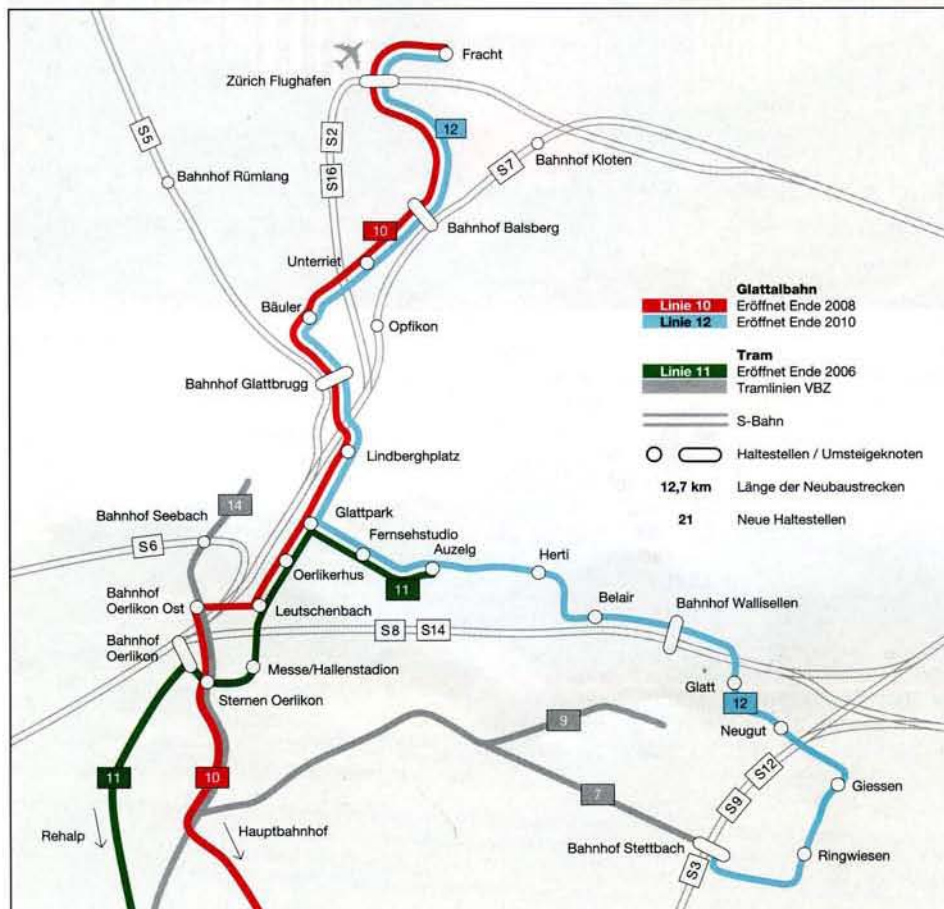 Fracht
Zürich Flughafen
12
S5
S2
S7
Bahnhof Kloten
S16
Bahnhof Rümlang
10
Bahnhof Balsberg
Unterriet
Glattalbahn
Linie 10 Eröffnet Ende 2008
Linie 12 Eröffnet Ende 2010
Bäuler
Opfikon
Tram
Linie 11 Eröffnet Ende 2006
Tramlinien VBZ
Bahnhof Glattbrugg
S-Bahn
Haltestellen / Umsteigeknoten
Lindberghplatz
12,7 km Länge der Neubaustrecken
21 Neue Haltestellen
14
Glattpark
Bahnhof Seebach
Fernsehstudio
S6
Auzelg
Herti
Oerlikerhus
11
Bahnhof
Oerlikon Ost
Leutschenbach
Belair
Bahnhof Wallisellen
S8
S14
Bahnhof
Oerlikon
Messe/Hallenstadion
Glatt
Sternen Oerlikon
12
9
Neugut
S12
11
10
S9
Giessen
7
Rehalp
Hauptbahnhof
Bahnhof Stettbach
Ringwiesen
S3